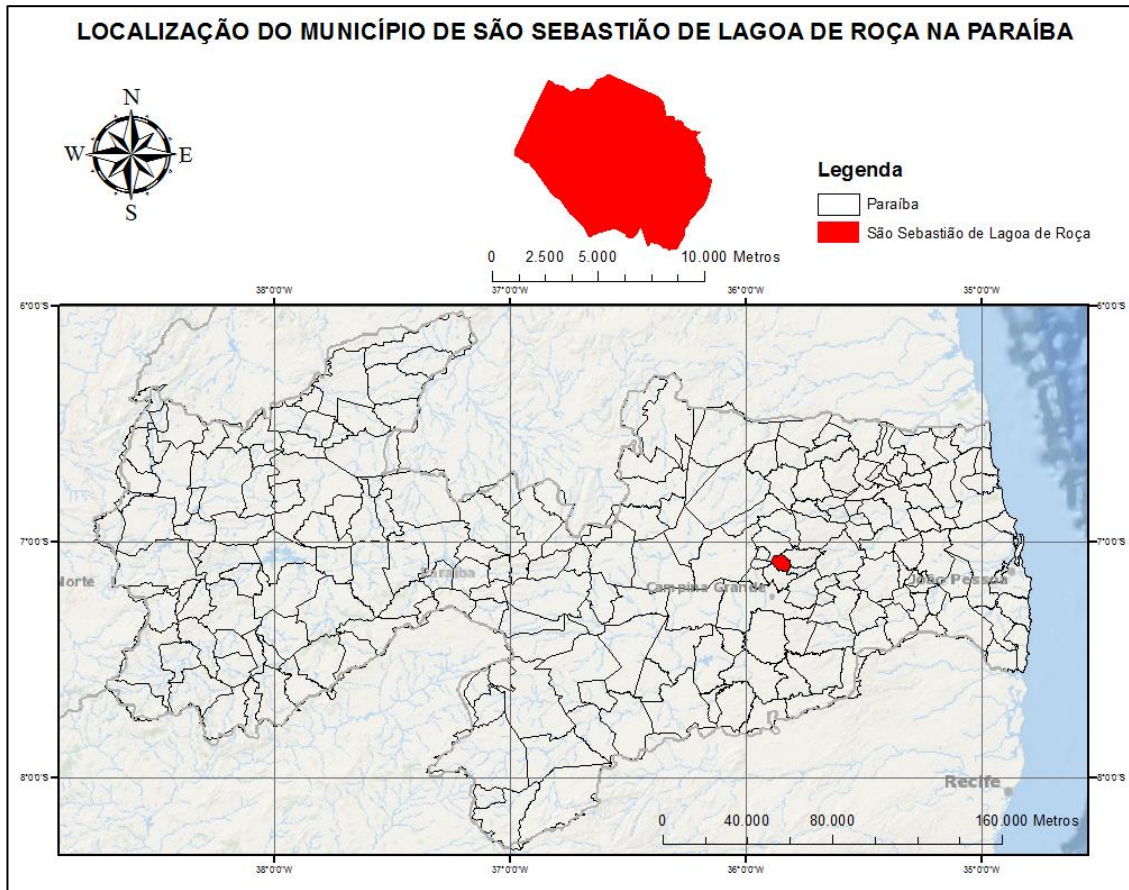 LOCALIZAÇÃO DO MUNICÍPIO DE SÃO SEBASTIÃO DE LAGOA DE ROÇA NA PARAÍBA
N
W E
S
Legenda
Paraíba
São Sebastião de Lagoa de Roça
0 2.500 5.000 10.000 Metros
38°0'0"W 37°0'0"W 36°0'0"W 35°0'0"W
6°0'0"S 6°0'0"S
7°0'0"S 7°0'0"S
Norte Paraíba Campina Grande João Pessoa
8°0'0"S 8°0'0"S
Recife
0 40.000 80.000 160.000 Metros
38°0'0"W 37°0'0"W 36°0'0"W 35°0'0"W